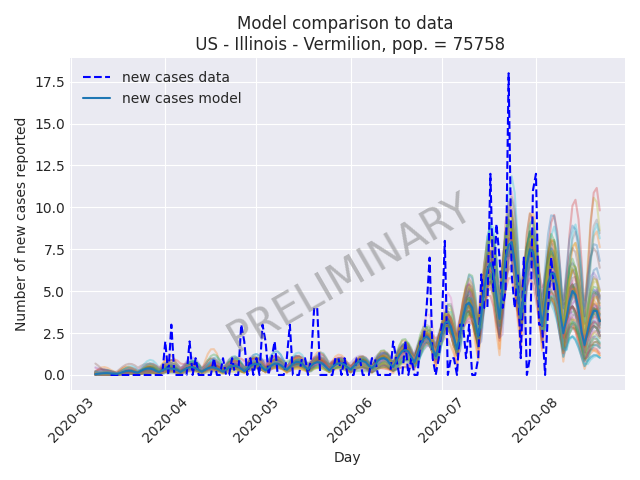 Model comparison to data
US - Illinois - Vermilion, pop. = 75758
new cases data
new cases model
Number of new cases reported
17.5
15.0
12.5
10.0
7.5
5.0
2.5
0.0
PRELIMINARY
2020-03
2020-04
2020-05
2020-06
2020-07
2020-08
Day